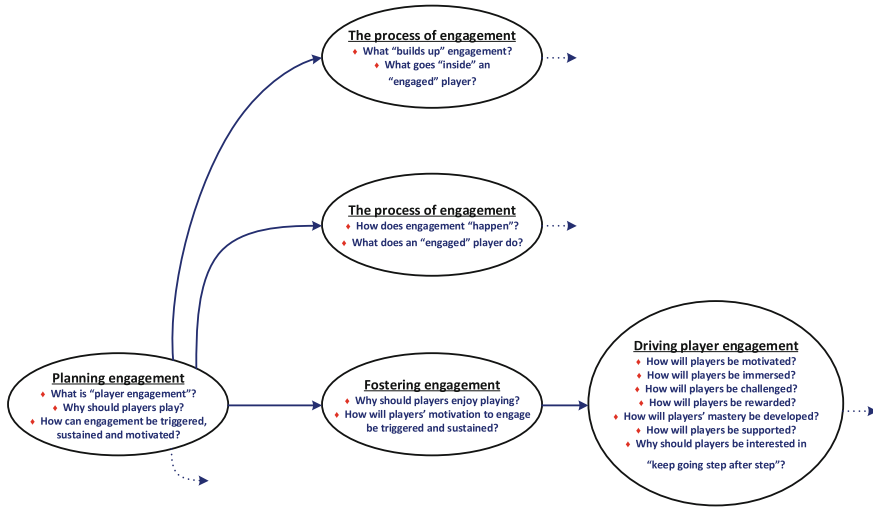 The process of engagement
♦ What “builds up” engagement?
♦ What goes “inside” an
“engaged” player?
The process of engagement
♦ How does engagement “happen”?
♦ What does an “engaged” player do?
Planning engagement
♦ What is “player engagement”?
♦ Why should players play?
♦ How can engagement be triggered,
sustained and motivated?
Fostering engagement
♦ Why should players enjoy playing?
♦ How will players’ motivation to engage
be triggered and sustained?
Driving player engagement
♦ How will players be motivated?
♦ How will players be immersed?
♦ How will players be challenged?
♦ How will players be rewarded?
♦ How will players’ mastery be developed?
♦ How will players be supported?
♦ Why should players be interested in
“keep going step after step”?